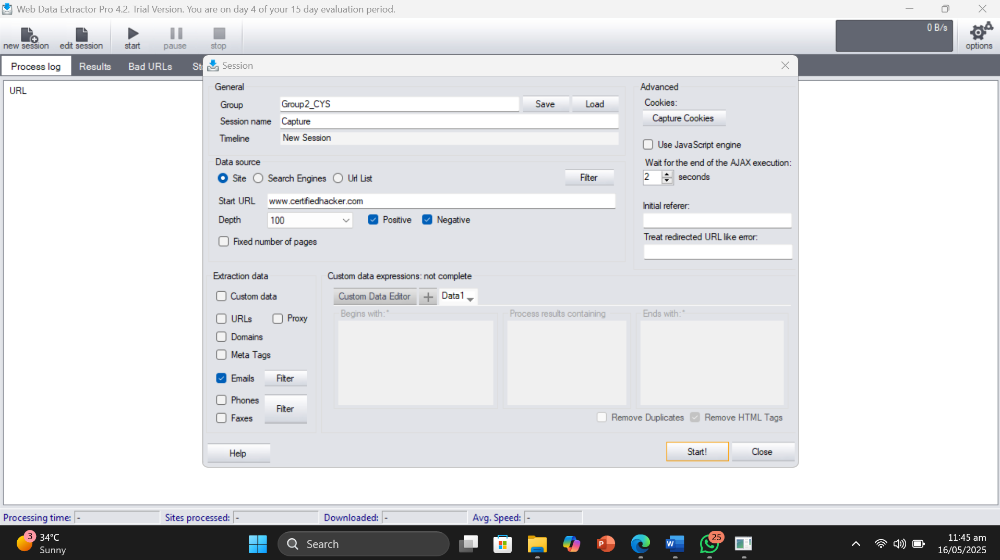 Web Data Extractor Pro 4.2. Trial Version. You are on day 4 of your 15 day evaluation period.
new session
edit session
start
pause
stop
0 B/s
options
Process log
Results
Bad URLs
St
Session
URL
General
Group
Group2_CYS
Save
Load
Session name
Capture
Timeline
New Session
Data source
Site
Search Engines
Url List
Filter
Start URL
www.certifiedhacker.com
Depth
100
Positive
Negative
Fixed number of pages
Advanced
Cookies:
Capture Cookies
Use JavaScript engine
Wait for the end of the AJAX execution:
2
seconds
Initial referer:
Treat redirected URL like error:
Extraction data
Custom data
URLs
Proxy
Domains
Meta Tags
Emails
Filter
Phones
Faxes
Filter
Custom data expressions: not complete
Custom Data Editor
Data1
Begins with:*
Process results containing
Ends with:*
Remove Duplicates
Remove HTML Tags
Help
Start!
Close
Processing time: -
Sites processed: -
Downloaded: -
Avg. Speed: -
3
34°C
Sunny
Search
P
W
25
11:45 am
16/05/2025